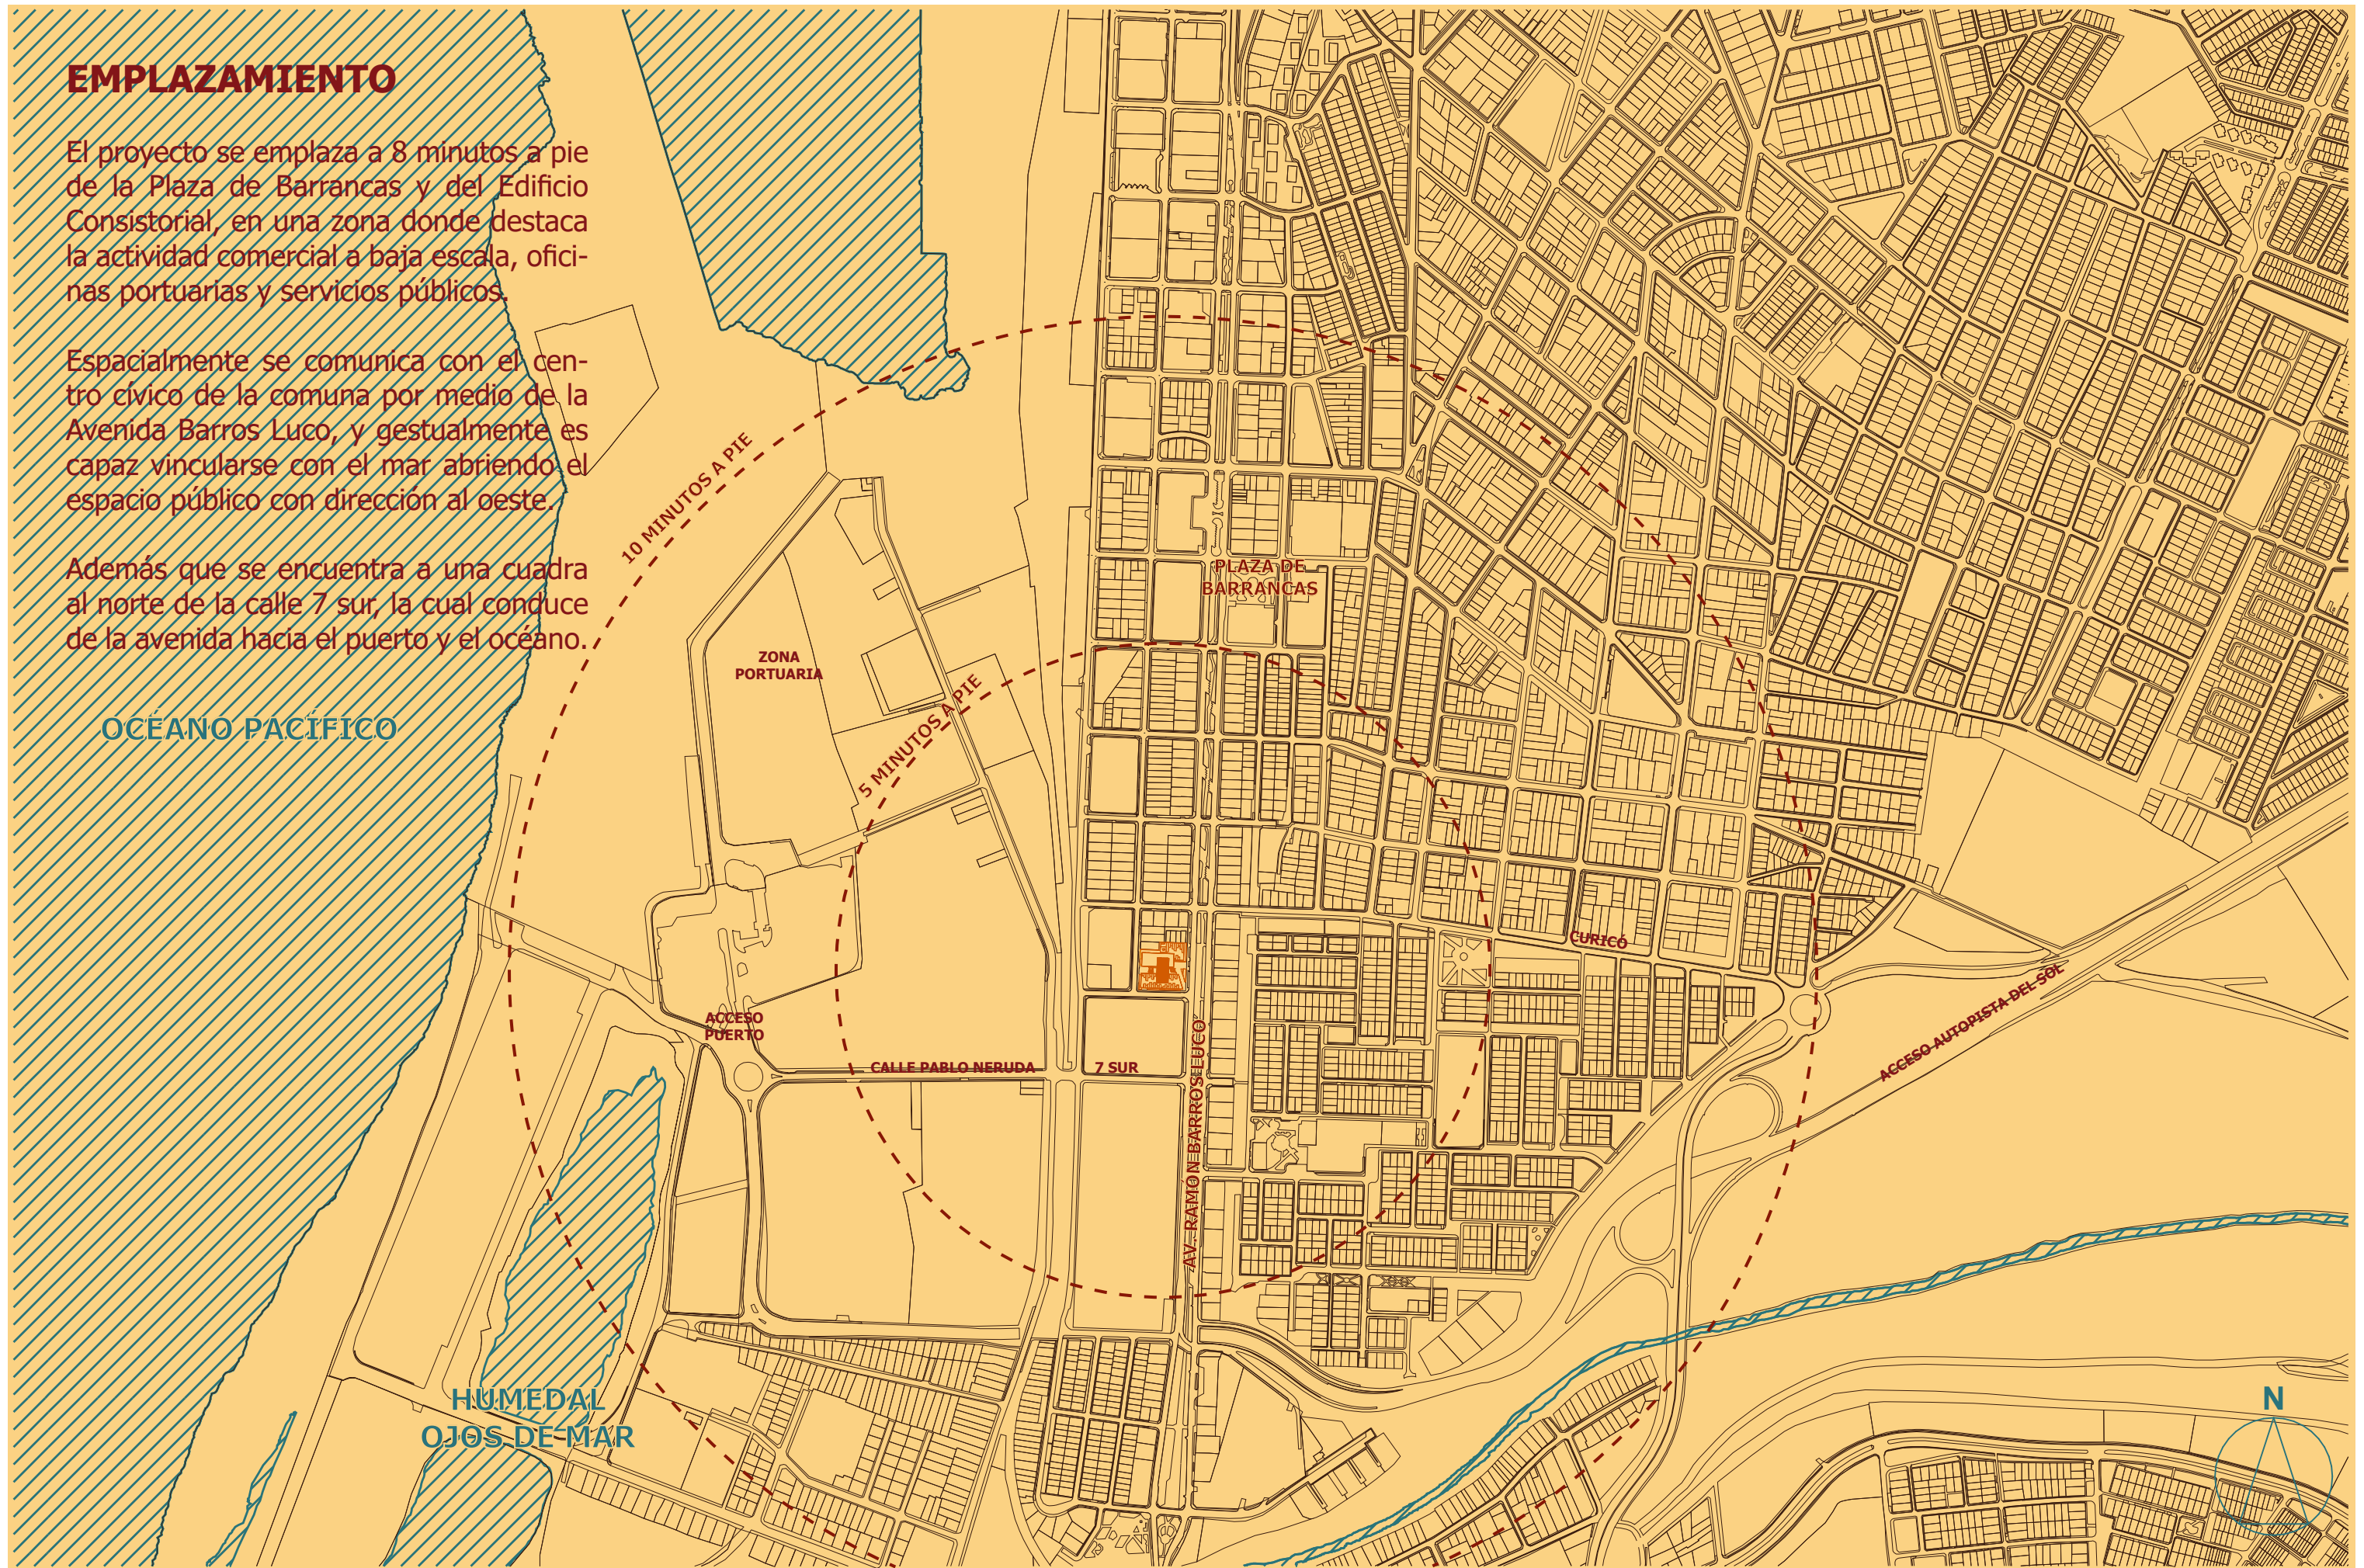 EMPLAZAMIENTO
El proyecto se emplaza a 8 minutos a pie
de la Plaza de Barrancas y del Edificio
Consistorial, en una zona donde destaca
la actividad comercial a baja escala, ofici-
nas portuarias y servicios públicos.
Espacialmente se comunica con el cen-
tro cívico de la comuna por medio de la
Avenida Barros Luco, y gestualmente es
capaz vincularse con el mar abriendo el
espacio público con dirección al oeste.
Además que se encuentra a una cuadra
al norte de la calle 7 sur, la cual conduce
de la avenida hacia el puerto y el océano.
OCÉANO PACÍFICO
10 MINUTOS A PIE
5 MINUTOS A PIE
PLAZA DE
BARRANCAS
ZONA
PORTUARIA
CURICÓ
ACCESO AUTOPISTA DEL SOL
ACCESO
PUERTO
CALLE PABLO NERUDA
7 SUR
AV. RAMON BARROS LUCO
HUMEDAL
OJOS DE MAR
N